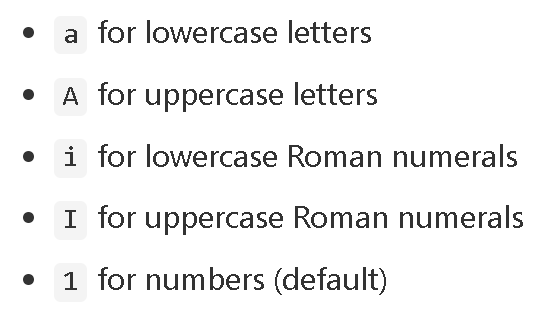 • a for lowercase letters
• A for uppercase letters
• i for lowercase Roman numerals
• I for uppercase Roman numerals
• 1 for numbers (default)